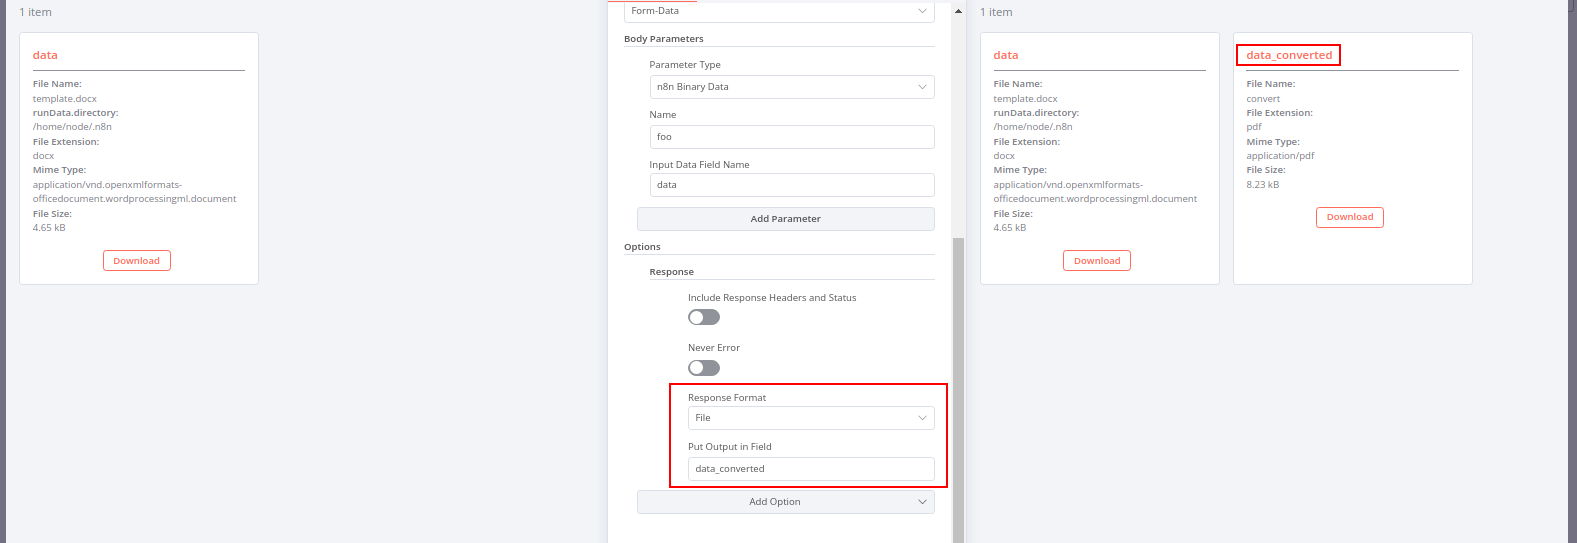 1 item
data
File Name:
template.docx
runData.directory:
/home/node/.n8n
File Extension:
docx
Mime Type:
application/vnd.openxmlformats-
officedocument.wordprocessingml.document
File Size:
4.65 kB
Download
Form-Data
Body Parameters
Parameter Type
n8n Binary Data
Name
foo
Input Data Field Name
data
Add Parameter
Options
Response
Include Response Headers and Status
Never Error
Response Format
File
Put Output in Field
data_converted
Add Option
1 item
data
File Name:
template.docx
runData.directory:
/home/node/.n8n
File Extension:
docx
Mime Type:
application/vnd.openxmlformats-
officedocument.wordprocessingml.document
File Size:
4.65 kB
Download
data_converted
File Name:
convert
File Extension:
pdf
Mime Type:
application/pdf
File Size:
8.23 kB
Download